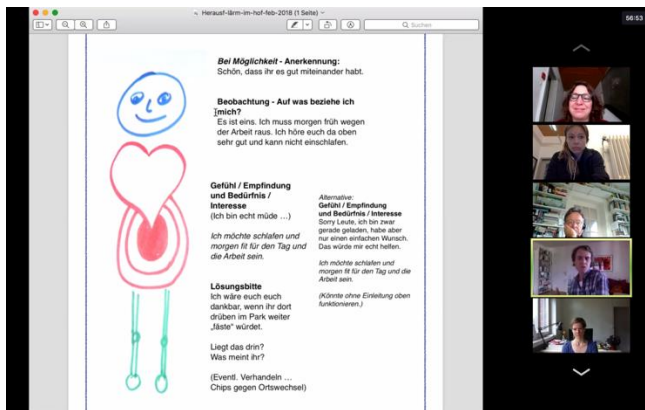 Herausf-lärm-im-hof-feb-2018 (1 Seite)
Suchen
56:53
Bei Möglichkeit - Anerkennung:
Schön, dass ihr es gut miteinander habt.
Beobachtung - Auf was beziehe ich
mich?
Es ist eins. Ich muss morgen früh wegen
der Arbeit raus. Ich höre euch da oben
sehr gut und kann nicht einschlafen.
Gefühl / Empfindung
und Bedürfnis /
Interesse
(Ich bin echt müde …)
Ich möchte schlafen und
morgen fit für den Tag und
die Arbeit sein.
Alternative:
Gefühl / Empfindung
und Bedürfnis / Interesse
Sorry Leute, ich bin zwar
gerade geladen, habe aber
nur einen einfachen Wunsch.
Das würde mir echt helfen.
Ich möchte schlafen und
morgen fit für den Tag und die
Arbeit sein.
(Könnte ohne Einleitung oben
funktionieren.)
Lösungsbitte
Ich wäre euch euch
dankbar, wenn ihr dort
drüben im Park weiter
„fäste“ würdet.
Liegt das drin?
Was meint ihr?
(Eventl. Verhandeln …
Chips gegen Ortswechsel)